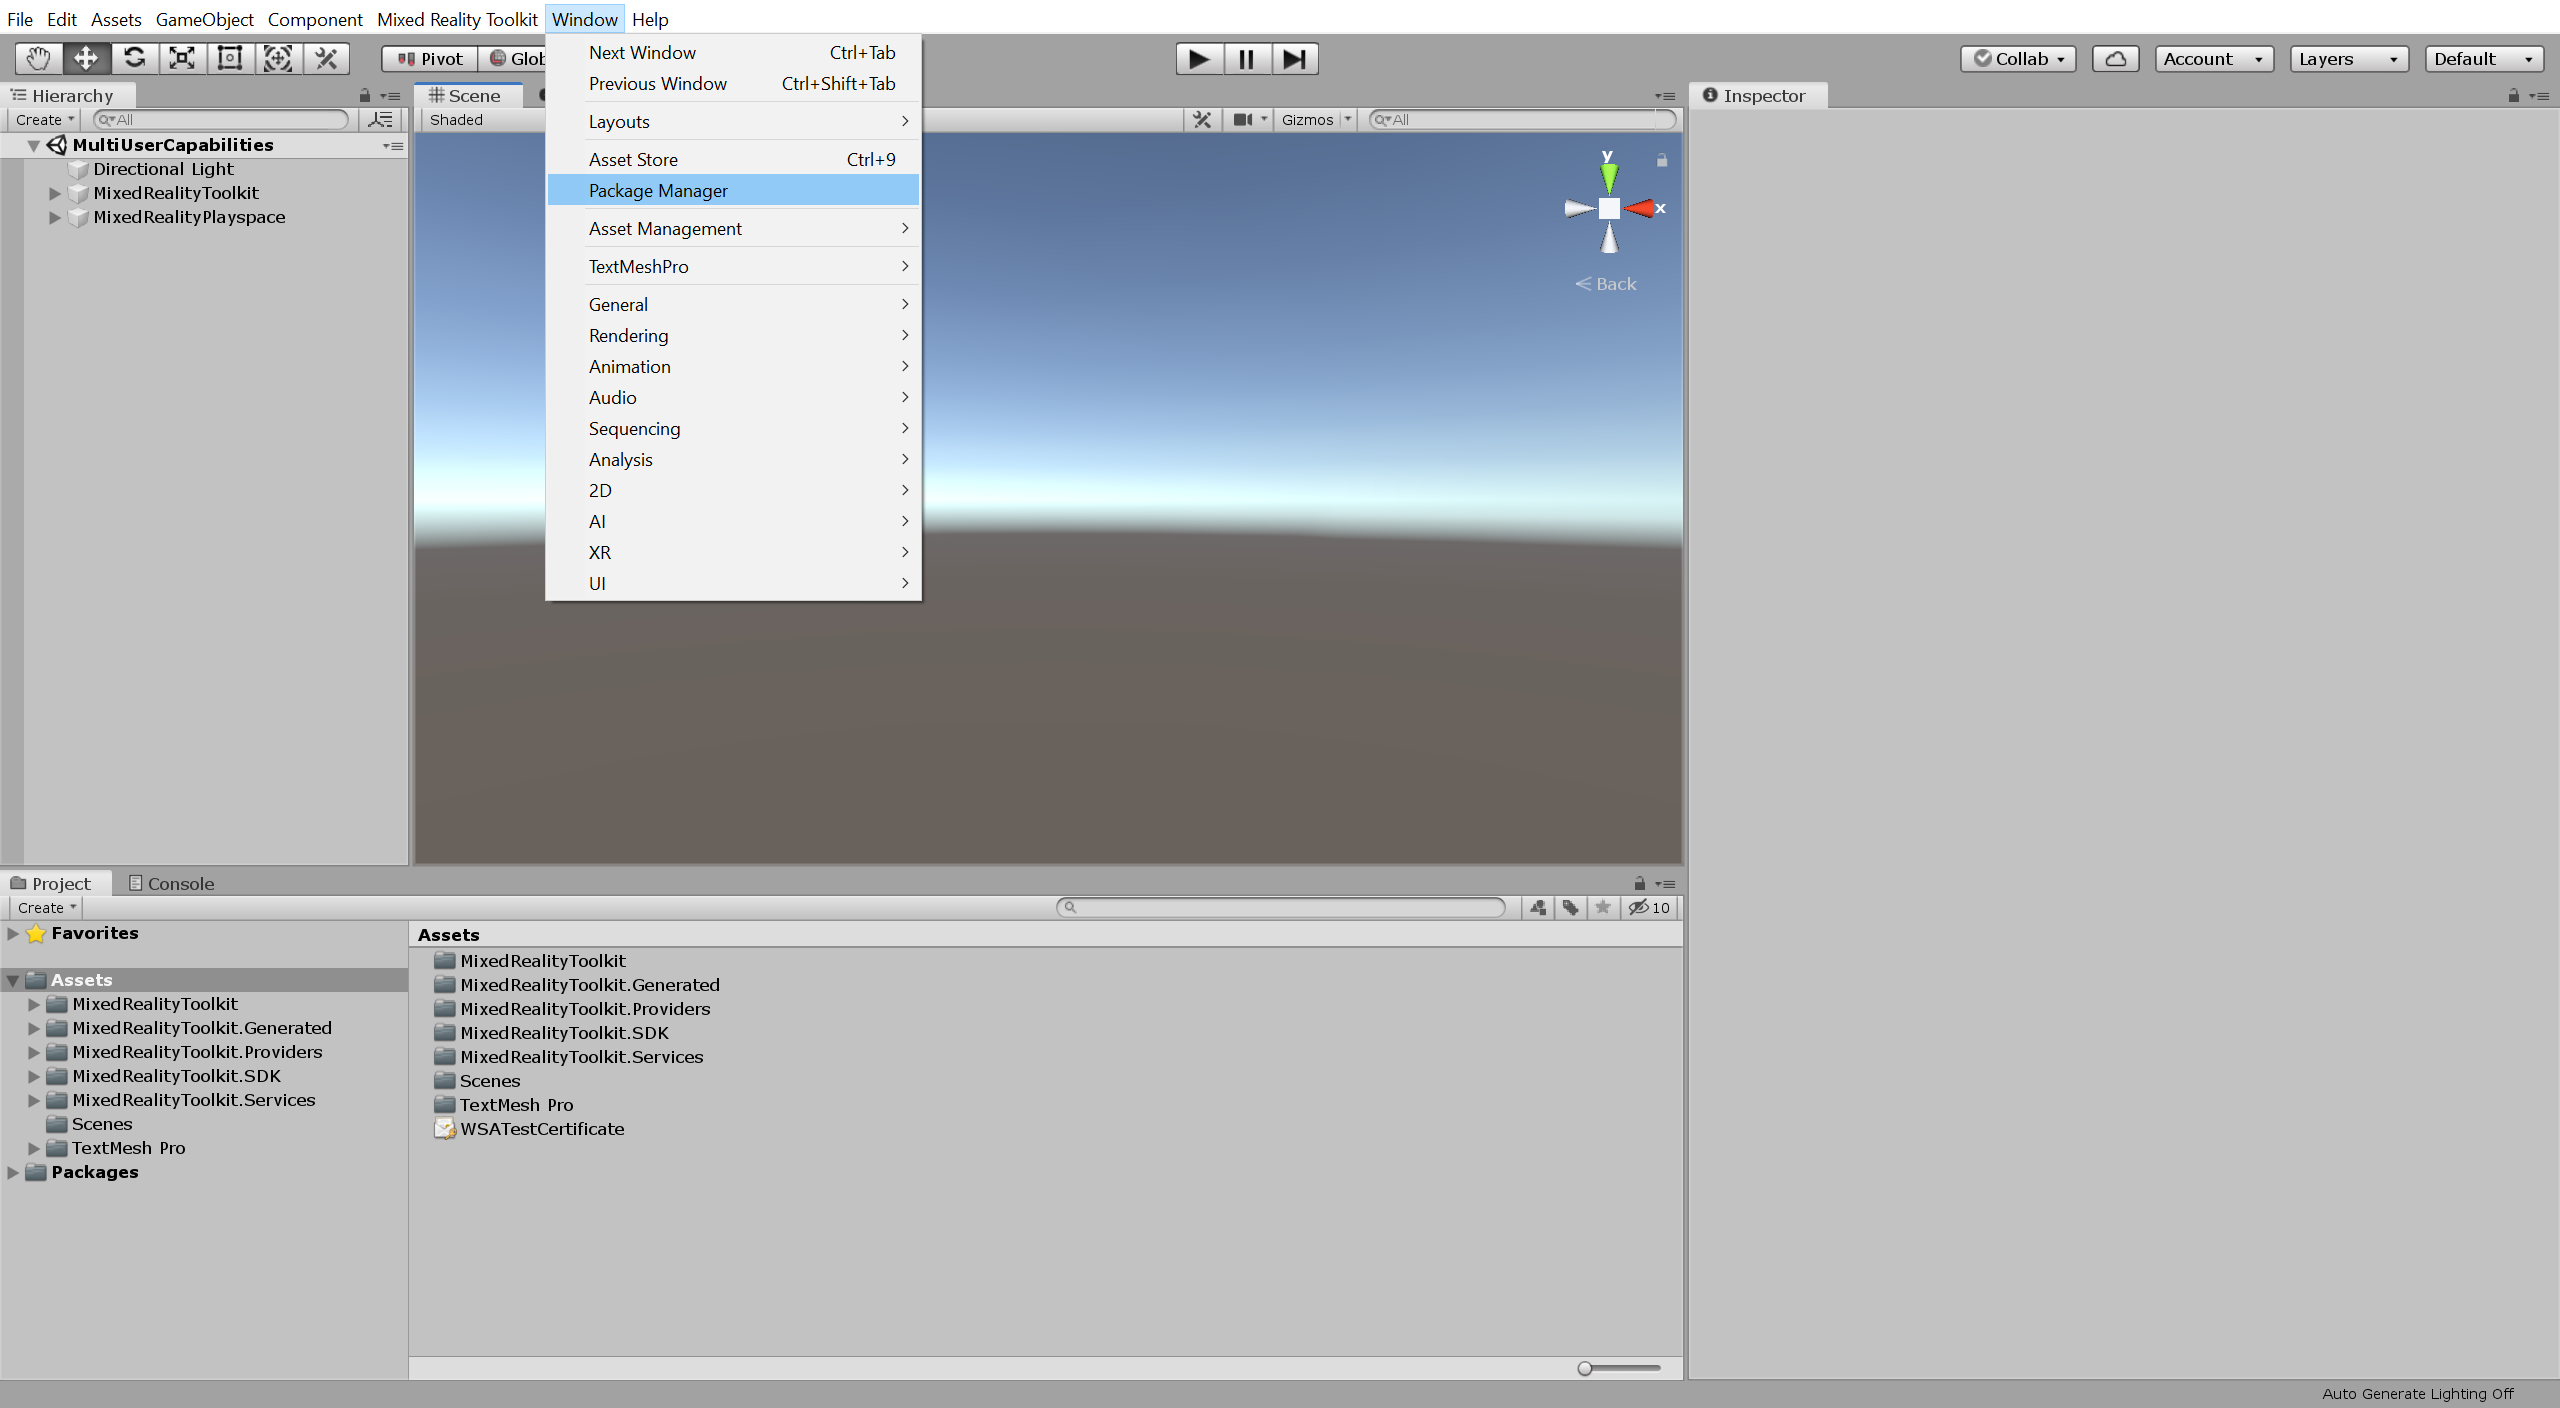 File Edit Assets GameObject Component Mixed Reality Toolkit Window Help
Pivot Glob
Collab Account Layers Default
Next Window Ctrl+Tab
Previous Window Ctrl+Shift+Tab
Layouts
Asset Store Ctrl+9
Package Manager
Asset Management
TextMeshPro
General
Rendering
Animation
Audio
Sequencing
Analysis
2D
AI
XR
UI
Hierarchy
Create All
MultiUserCapabilities
Directional Light
MixedRealityToolkit
MixedRealityPlayspace
Scene
Shaded
Gizmos All
y
x
Back
Inspector
Project Console
Create
10
Favorites
Assets
MixedRealityToolkit
MixedRealityToolkit.Generated
MixedRealityToolkit.Providers
MixedRealityToolkit.SDK
MixedRealityToolkit.Services
Scenes
TextMesh Pro
Packages
Assets
MixedRealityToolkit
MixedRealityToolkit.Generated
MixedRealityToolkit.Providers
MixedRealityToolkit.SDK
MixedRealityToolkit.Services
Scenes
TextMesh Pro
WSATestCertificate
Auto Generate Lighting Off